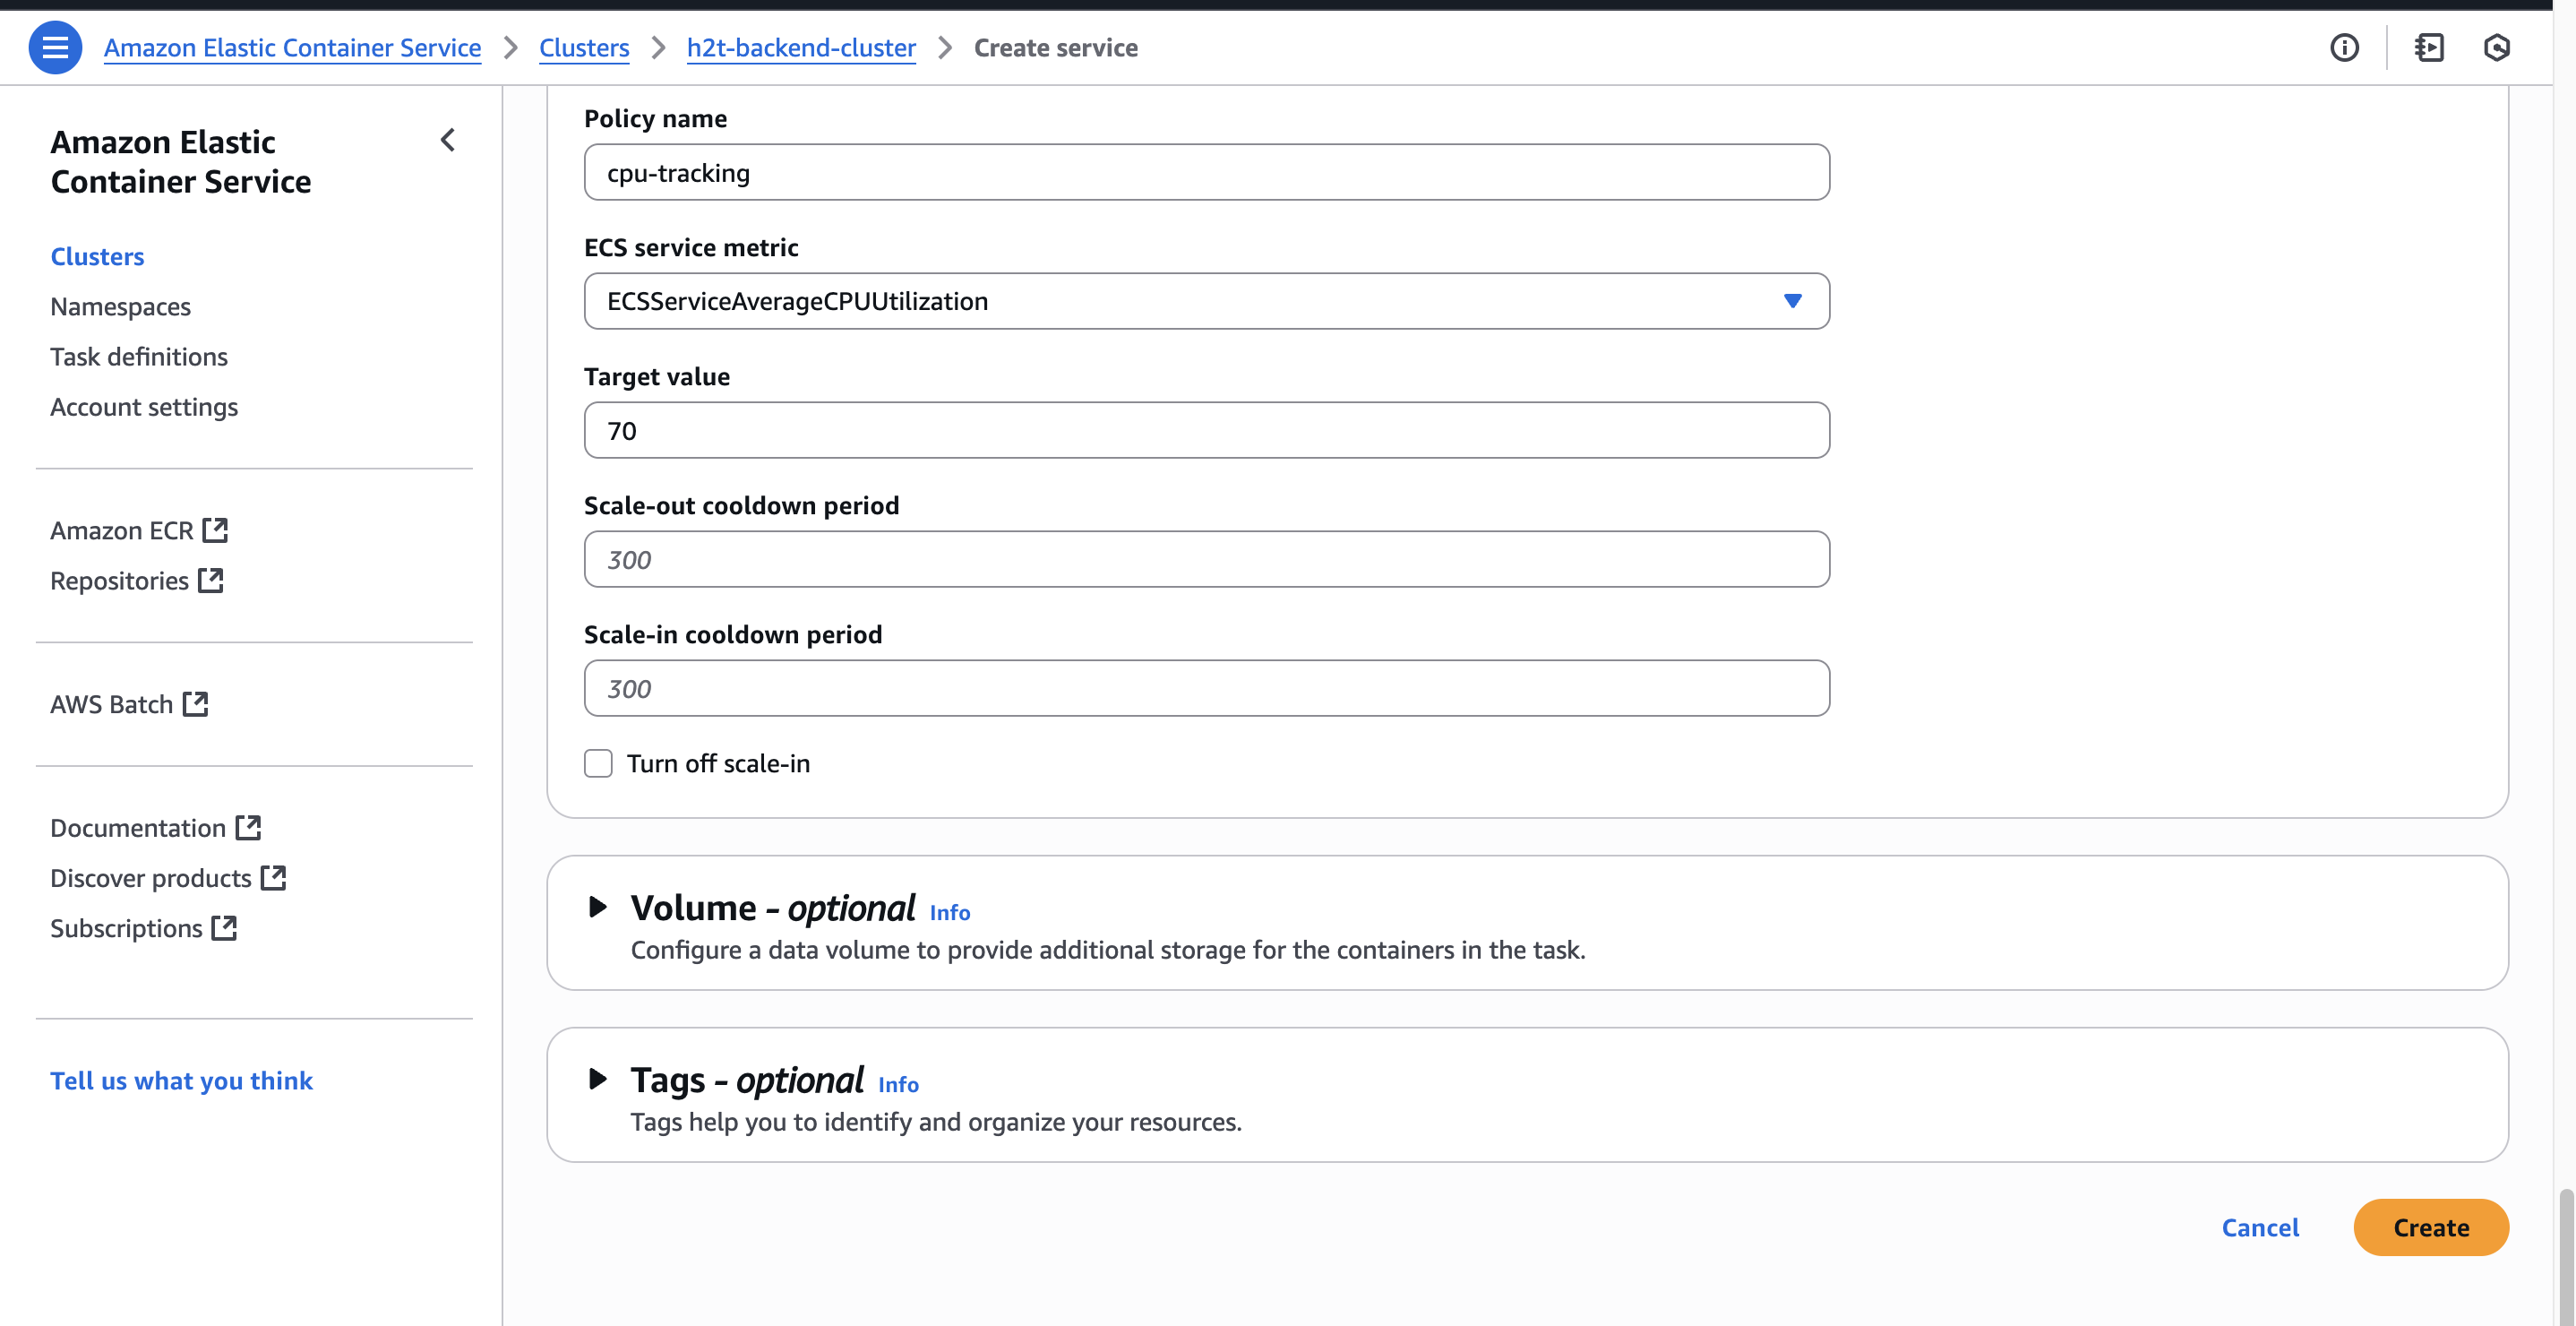 Amazon Elastic Container Service > Clusters > h2t-backend-cluster > Create service
Amazon Elastic
Container Service
Clusters
Namespaces
Task definitions
Account settings
Amazon ECR
Repositories
AWS Batch
Documentation
Discover products
Subscriptions
Tell us what you think
Policy name
cpu-tracking
ECS service metric
ECSServiceAverageCPUUtilization
Target value
70
Scale-out cooldown period
300
Scale-in cooldown period
300
Turn off scale-in
Volume - optional Info
Configure a data volume to provide additional storage for the containers in the task.
Tags - optional Info
Tags help you to identify and organize your resources.
Cancel
Create